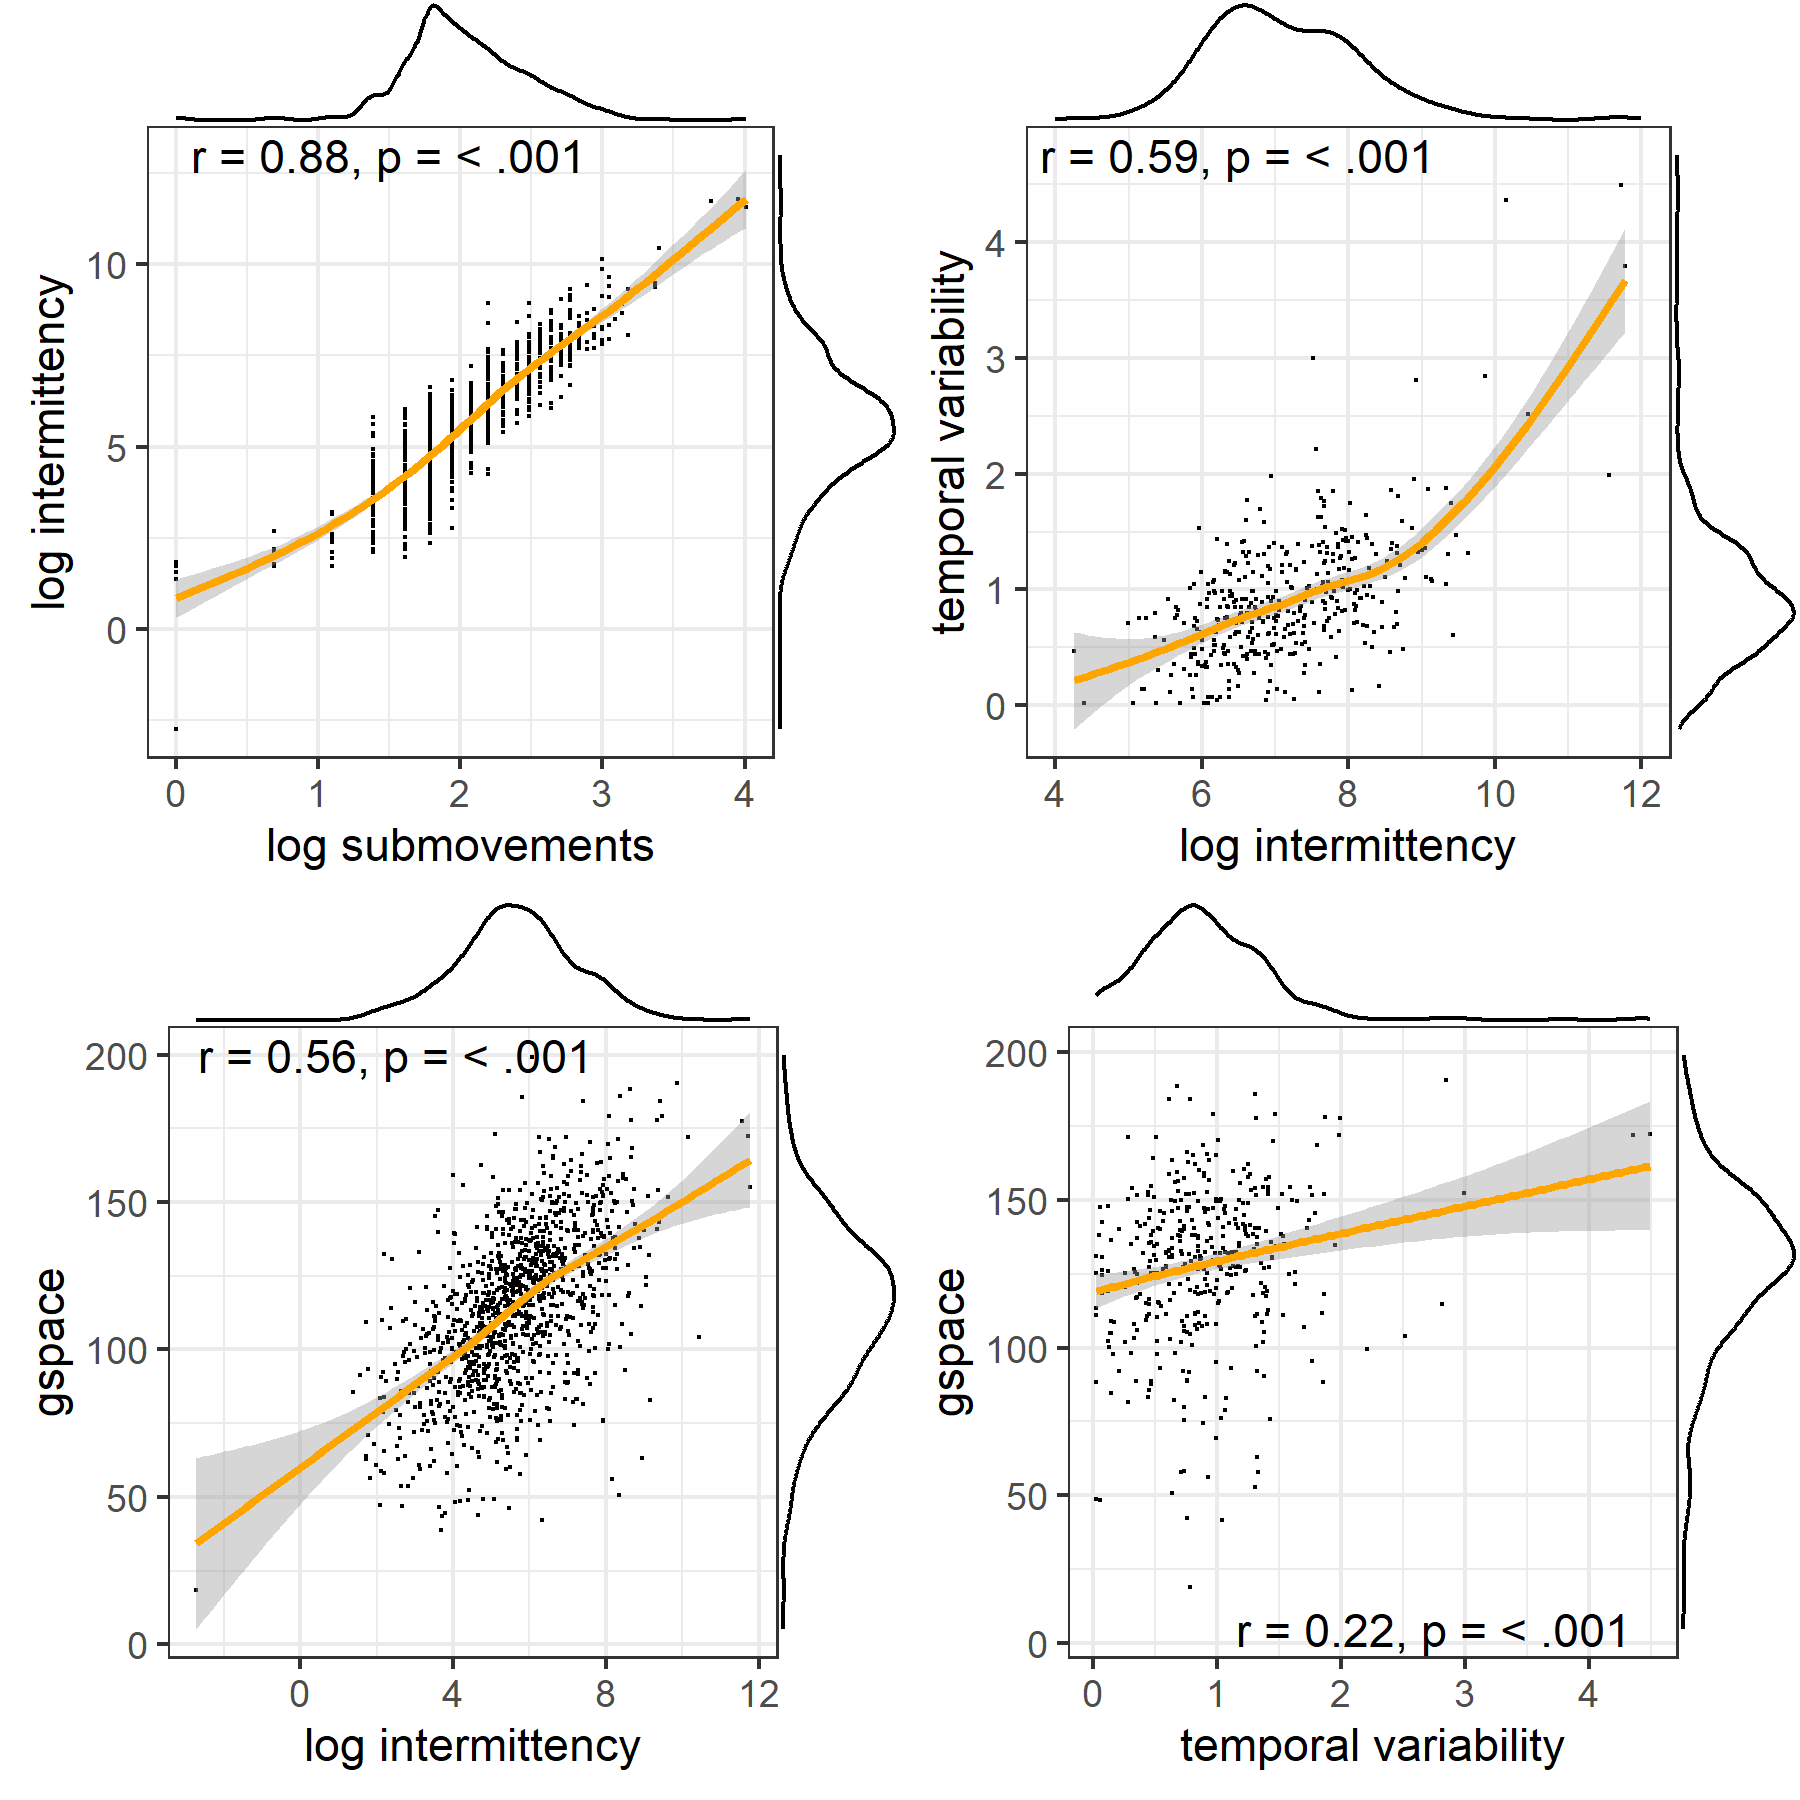 r = 0.88, p = < .001
log intermittency
10
5
0
0 1 2 3 4
log submovements
r = 0.59, p = < .001
temporal variability
4
3
2
1
0
4 6 8 10 12
log intermittency
r = 0.56, p = < .001
gspace
200
150
100
50
0
0 4 8 12
log intermittency
gspace
200
150
100
50
0
r = 0.22, p = < .001
0 1 2 3 4
temporal variability